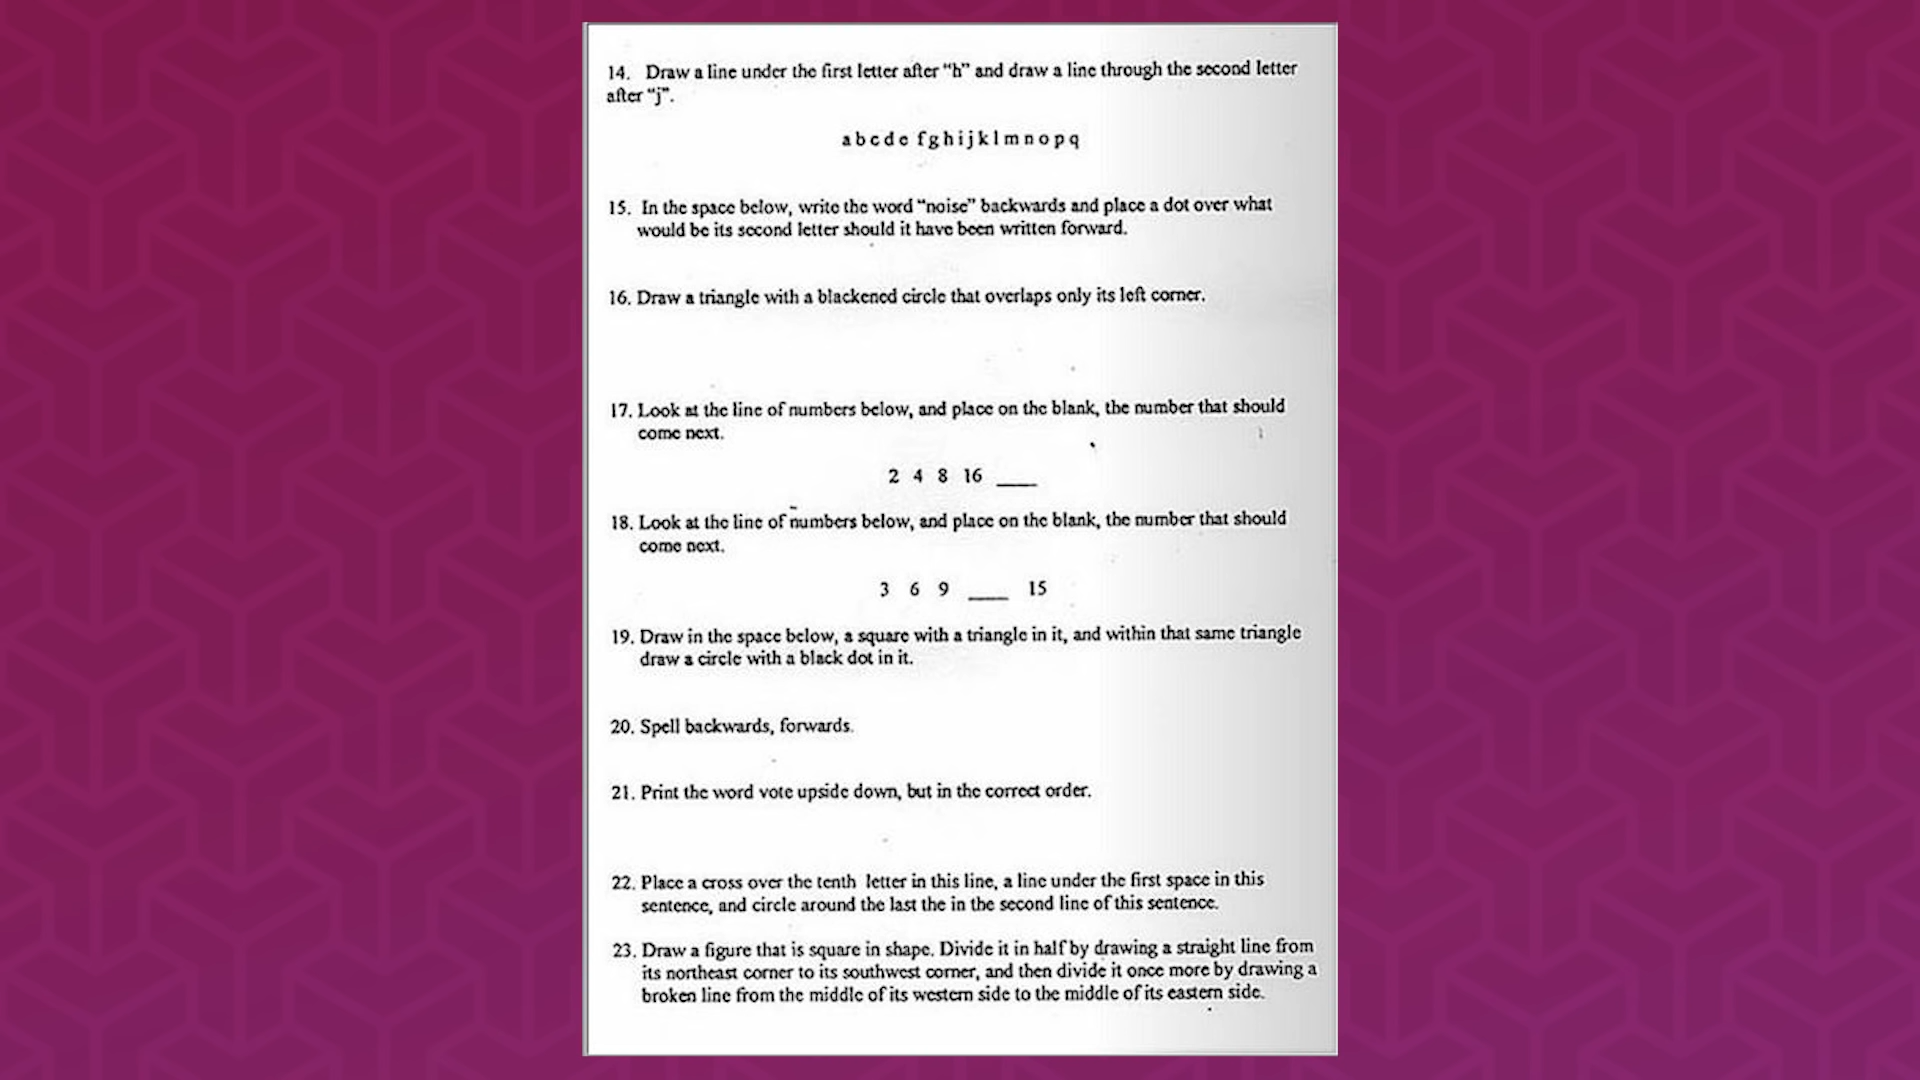 14. Draw a line under the first letter after “h” and draw a line through the second letter
after “j”.
a b c d e f g h i j k l m n o p q
15. In the space below, write the word “noise” backwards and place a dot over what
would be its second letter should it have been written forward.
16. Draw a triangle with a blackened circle that overlaps only its left corner.
17. Look at the line of numbers below, and place on the blank, the number that should
come next.
2 4 8 16 ___
18. Look at the line of numbers below, and place on the blank, the number that should
come next.
3 6 9 ___ 15
19. Draw in the space below, a square with a triangle in it, and within that same triangle
draw a circle with a black dot in it.
20. Spell backwards, forwards.
21. Print the word vote upside down, but in the correct order.
22. Place a cross over the tenth letter in this line, a line under the first space in this
sentence, and circle around the last the in the second line of this sentence.
23. Draw a figure that is square in shape. Divide it in half by drawing a straight line from
its northeast corner to its southwest corner, and then divide it once more by drawing a
broken line from the middle of its western side to the middle of its eastern side.